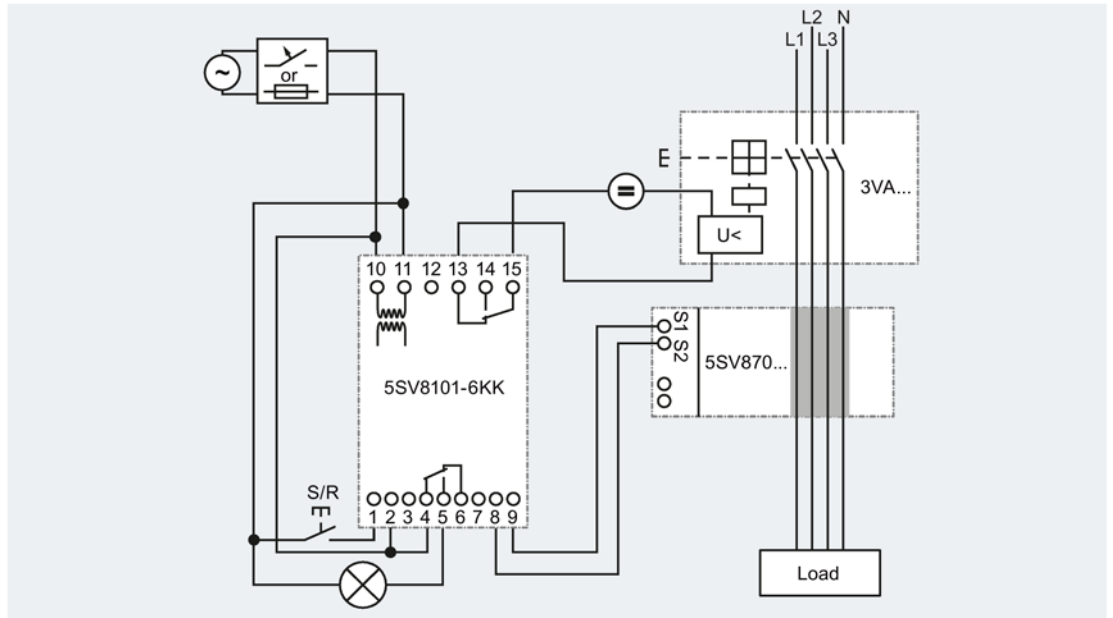 L2 N
L1 L3
~
or
E
3VA...
=
U<
10 11 12 13 14 15
S1
S2
5SV870...
5SV8101-6KK
S/R
E
1 2 3 4 5 6 7 8 9
Load